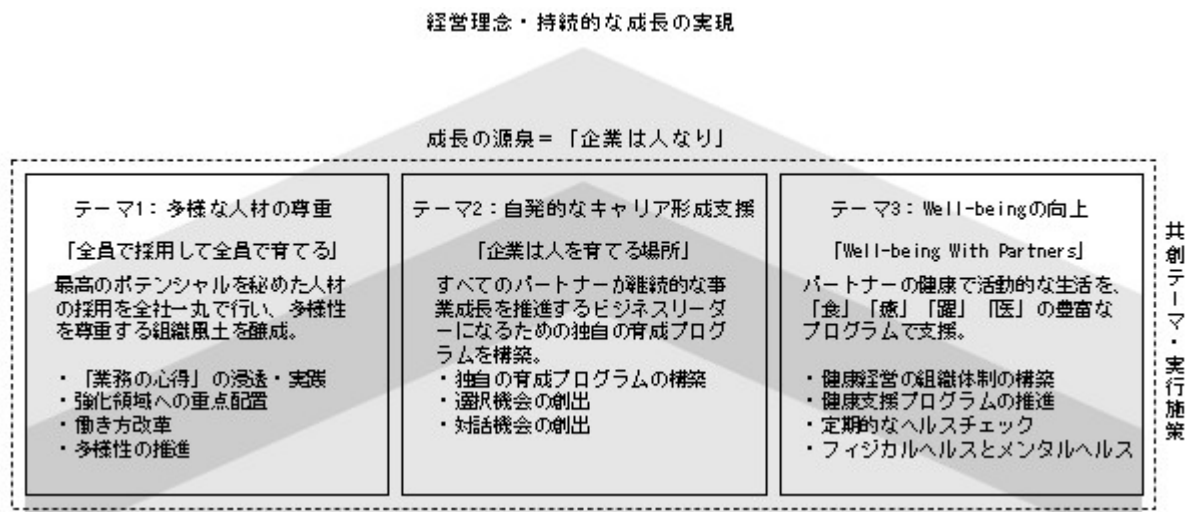 経営理念・持続的な成長の実現
成長の源泉=「企業は人なり」
テーマ1:多様な人材の尊重
「全員で採用して全員で育てる」
最高のポテンシャルを秘めた人材
の採用を全社一丸で行い、多様性
を尊重する組織風土を醸成。
・「業務の心得」の浸透・実践
・強化領域への重点配置
・働き方改革
・多様性の推進
テーマ2:自発的なキャリア形成支援
「企業は人を育てる場所」
すべてのパートナーが継続的な事
業成長を推進するビジネスリーダ
ーになるための独自の育成プログ
ラムを構築。
・独自の育成プログラムの構築
・選択機会の創出
・対話機会の創出
テーマ3:Well-beingの向上
「Well-being With Partners」
パートナーの健康で活動的な生活を、
「食」「癒」「躍」「医」の豊富な
プログラムで支援。
・健康経営の組織体制の構築
・健康支援プログラムの推進
・定期的なヘルスチェック
・フィジカルヘルスとメンタルヘルス
共創テーマ・実行施策